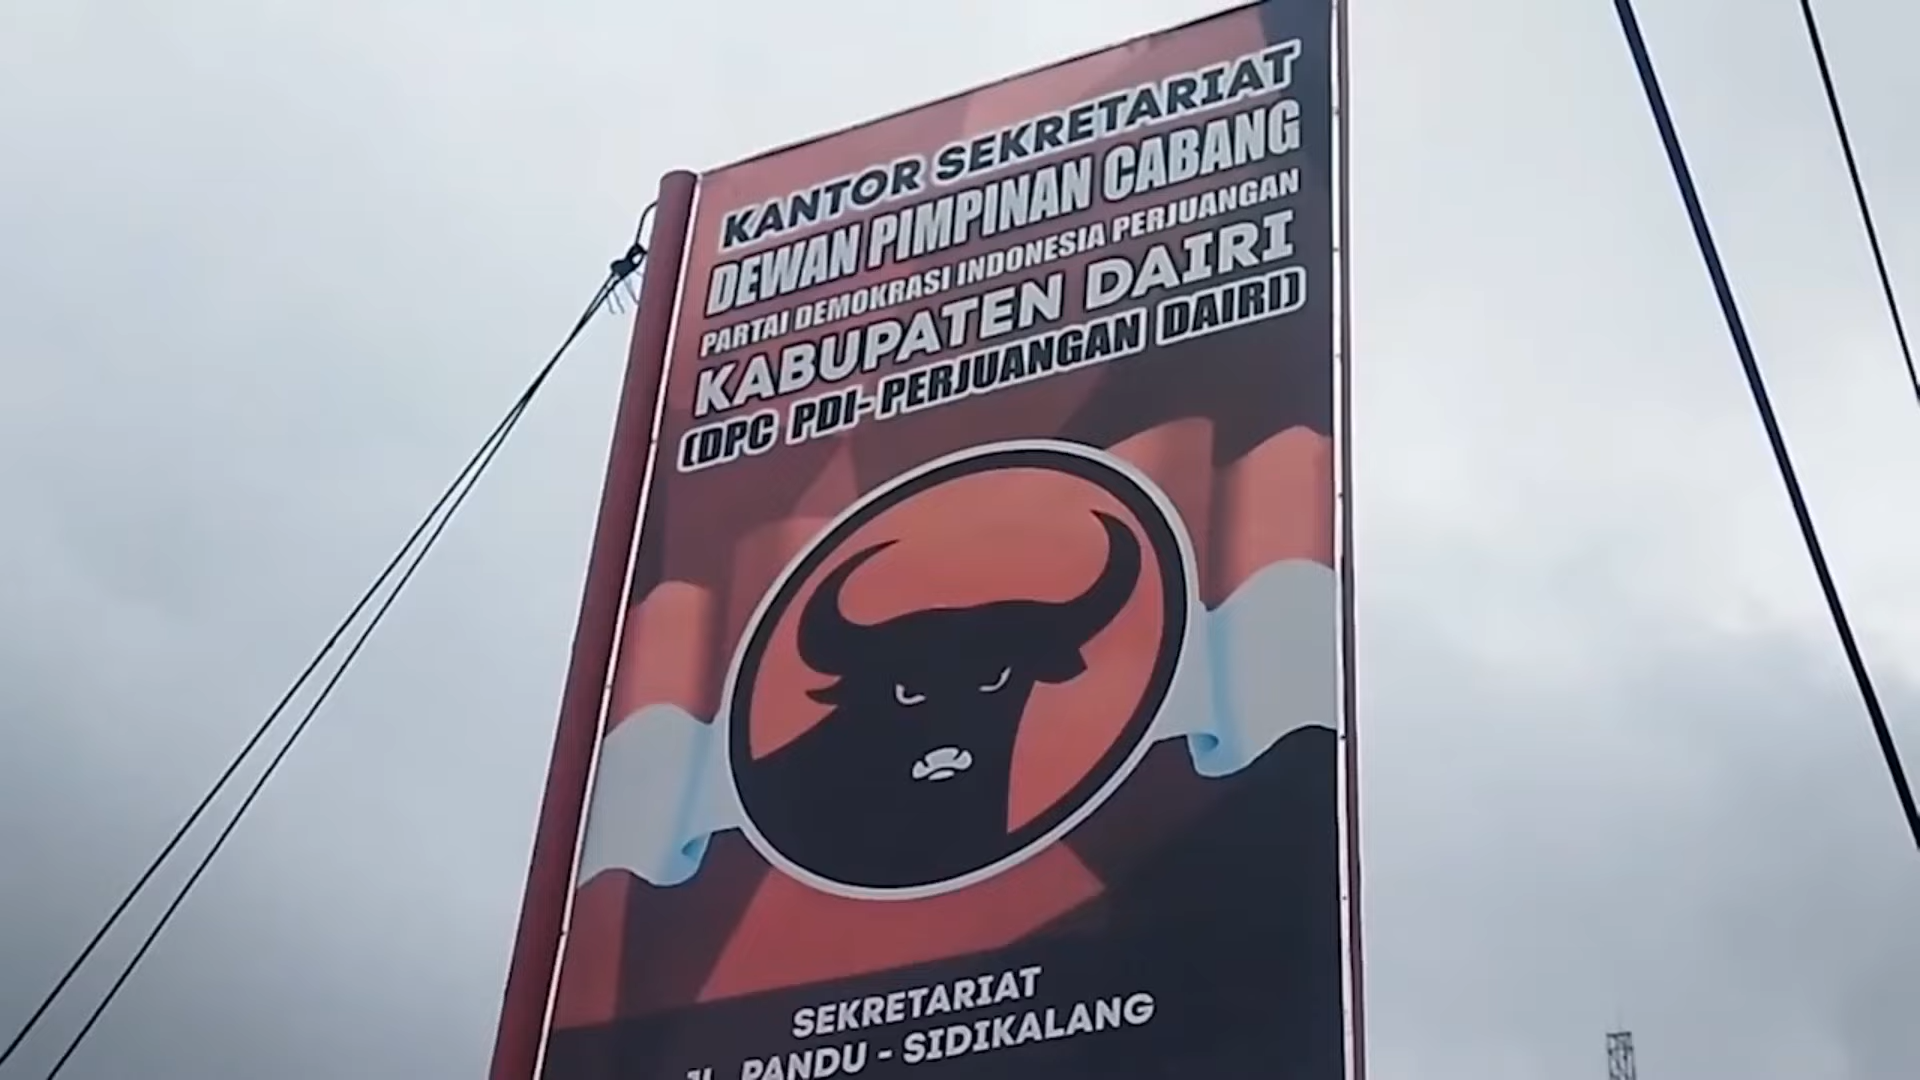 KANTOR SEKRETARIAT
DEWAN PIMPINAN CABANG
PARTAI DEMOKRASI INDONESIA PERJUANGAN
KABUPATEN DAIRI
(DPC PDI-PERJUANGAN DAIRI)
SEKRETARIAT
JL. PANDU - SIDIKALANG